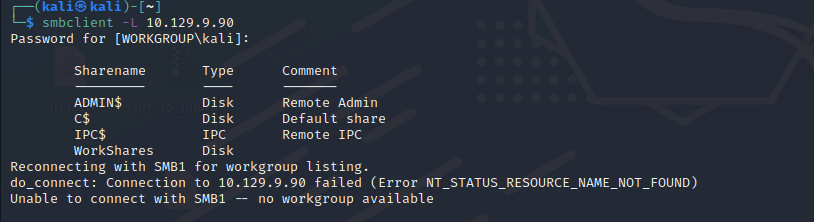 ┌──(kali㉿kali)-[~]
└─$ smbclient -L 10.129.9.90
Password for [WORKGROUP\kali]:
Sharename Type Comment
--------- ---- -------
ADMIN$ Disk Remote Admin
C$ Disk Default share
IPC$ IPC Remote IPC
WorkShares Disk
Reconnecting with SMB1 for workgroup listing.
do_connect: Connection to 10.129.9.90 failed (Error NT_STATUS_RESOURCE_NAME_NOT_FOUND)
Unable to connect with SMB1 -- no workgroup available